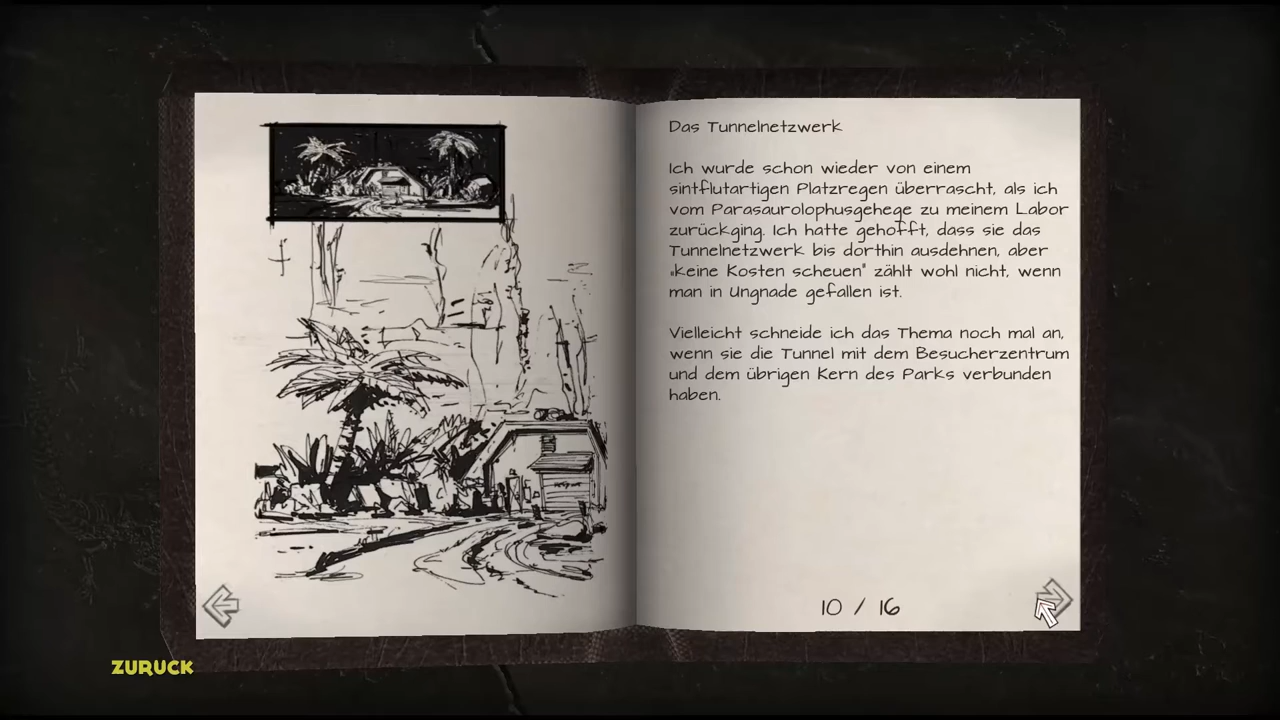 Das Tunnelnetzwerk
Ich wurde schon wieder von einem
sintflutartigen Platzregen überrascht, als ich
vom Parasaurolophusgehege zu meinem Labor
zurückging. Ich hatte gehofft, dass sie das
Tunnelnetzwerk bis dorthin ausdehnen, aber
„keine Kosten scheuen" zählt wohl nicht, wenn
man in Ungnade gefallen ist.
Vielleicht schneide ich das Thema noch mal an,
wenn sie die Tunnel mit dem Besucherzentrum
und dem übrigen Kern des Parks verbunden
haben.
10 / 16
ZURUCK